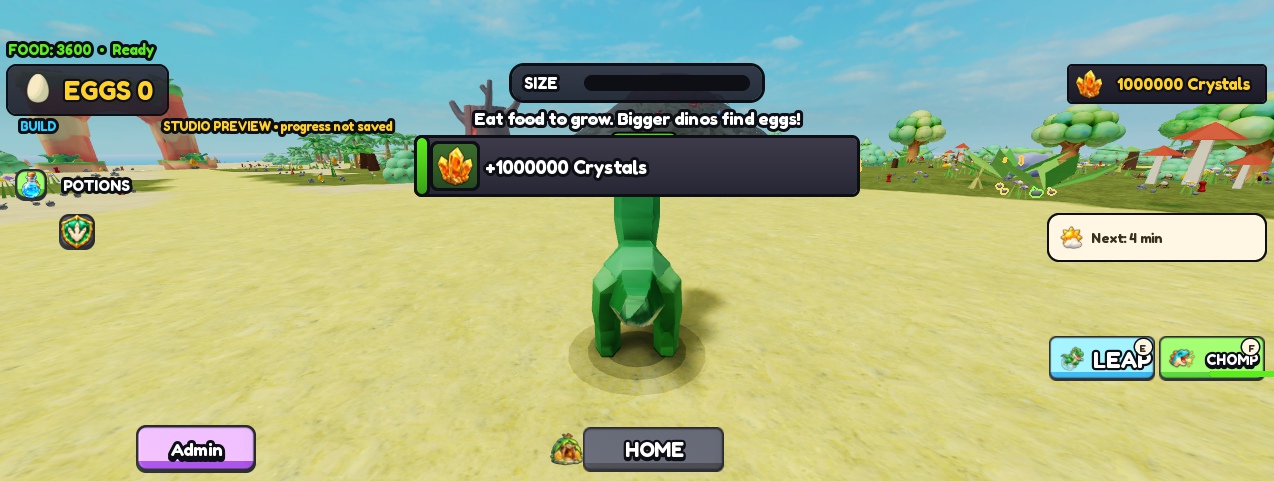 FOOD: 3600 • Ready
EGGS 0
BUILD
STUDIO PREVIEW • progress not saved
POTIONS
SIZE
Eat food to grow. Bigger dinos find eggs!
+1000000 Crystals
1000000 Crystals
Next: 4 min
LEAP
E
CHOMP
F
Admin
HOME